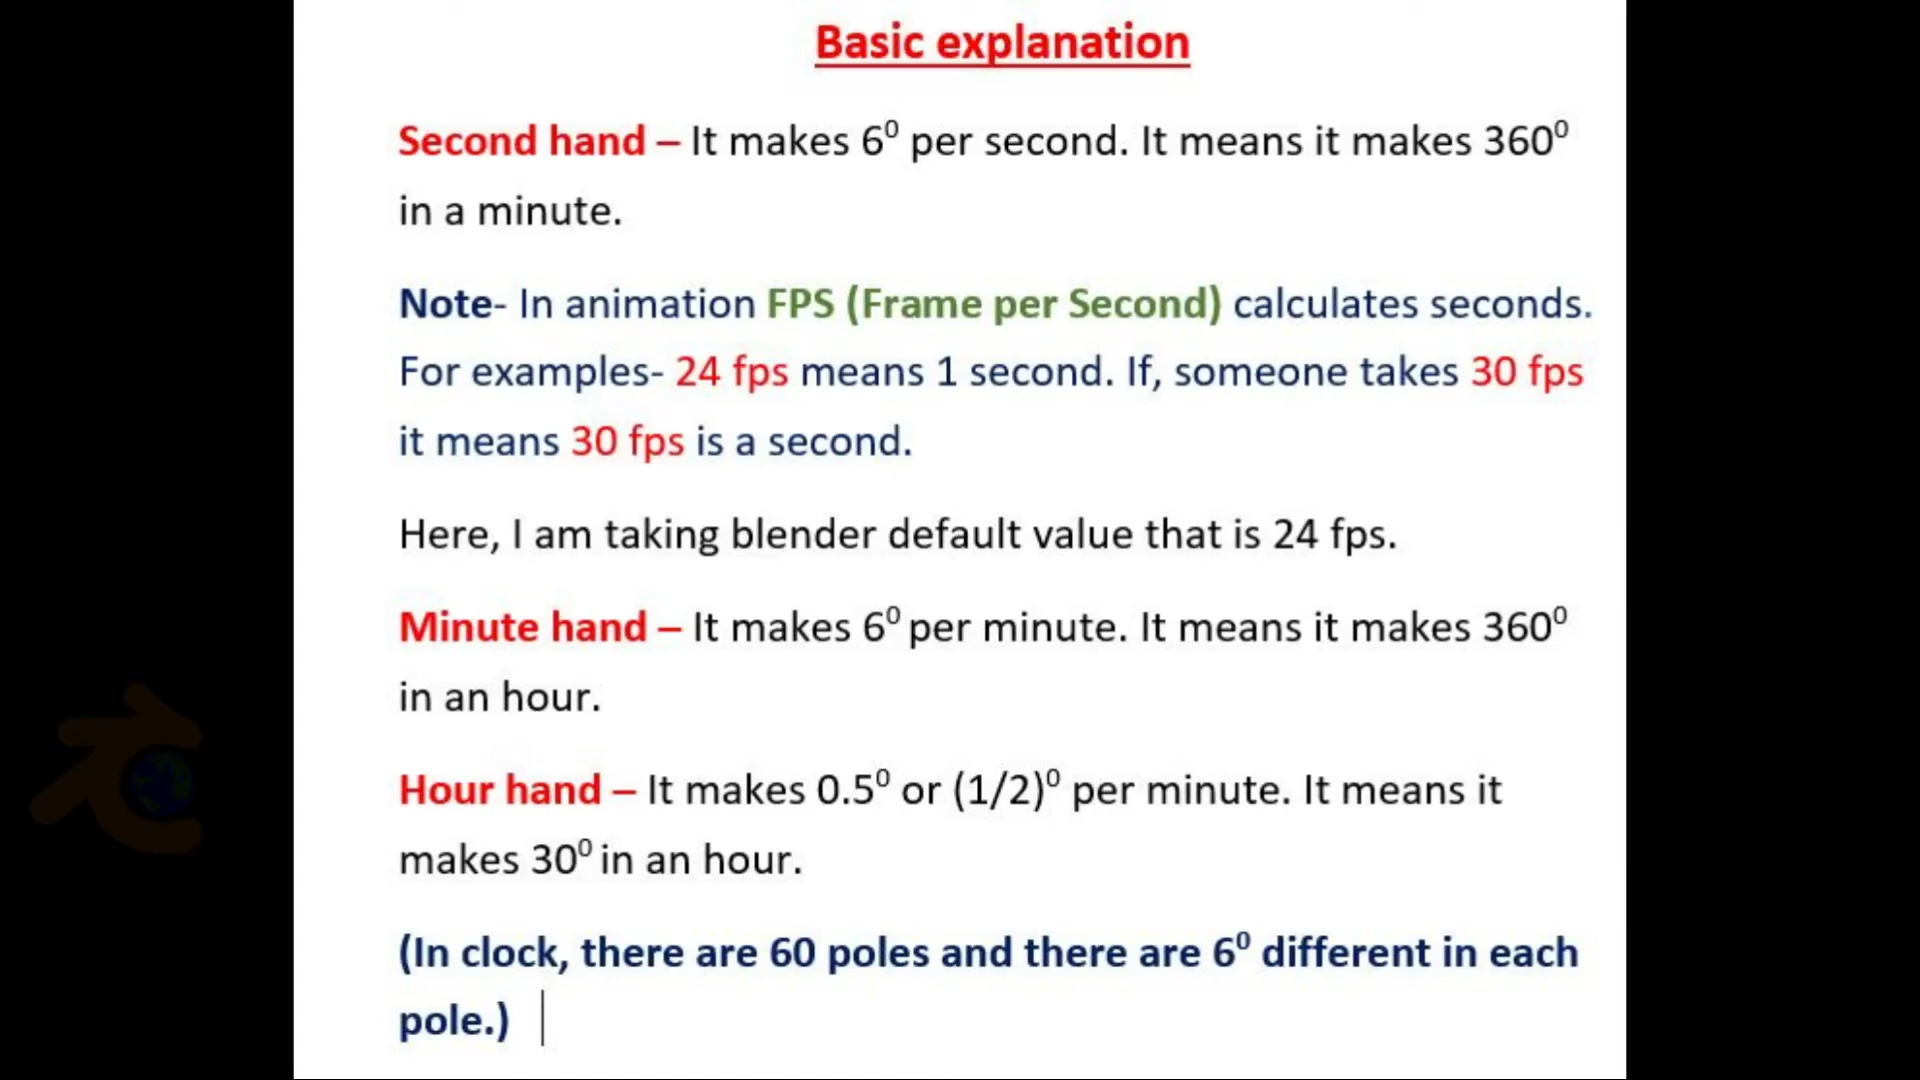 Basic explanation
Second hand – It makes 6⁰ per second. It means it makes 360⁰
in a minute.
Note- In animation FPS (Frame per Second) calculates seconds.
For examples- 24 fps means 1 second. If, someone takes 30 fps
it means 30 fps is a second.
Here, I am taking blender default value that is 24 fps.
Minute hand – It makes 6⁰ per minute. It means it makes 360⁰
in an hour.
Hour hand – It makes 0.5⁰ or (1/2)⁰ per minute. It means it
makes 30⁰ in an hour.
(In clock, there are 60 poles and there are 6⁰ different in each
pole.)